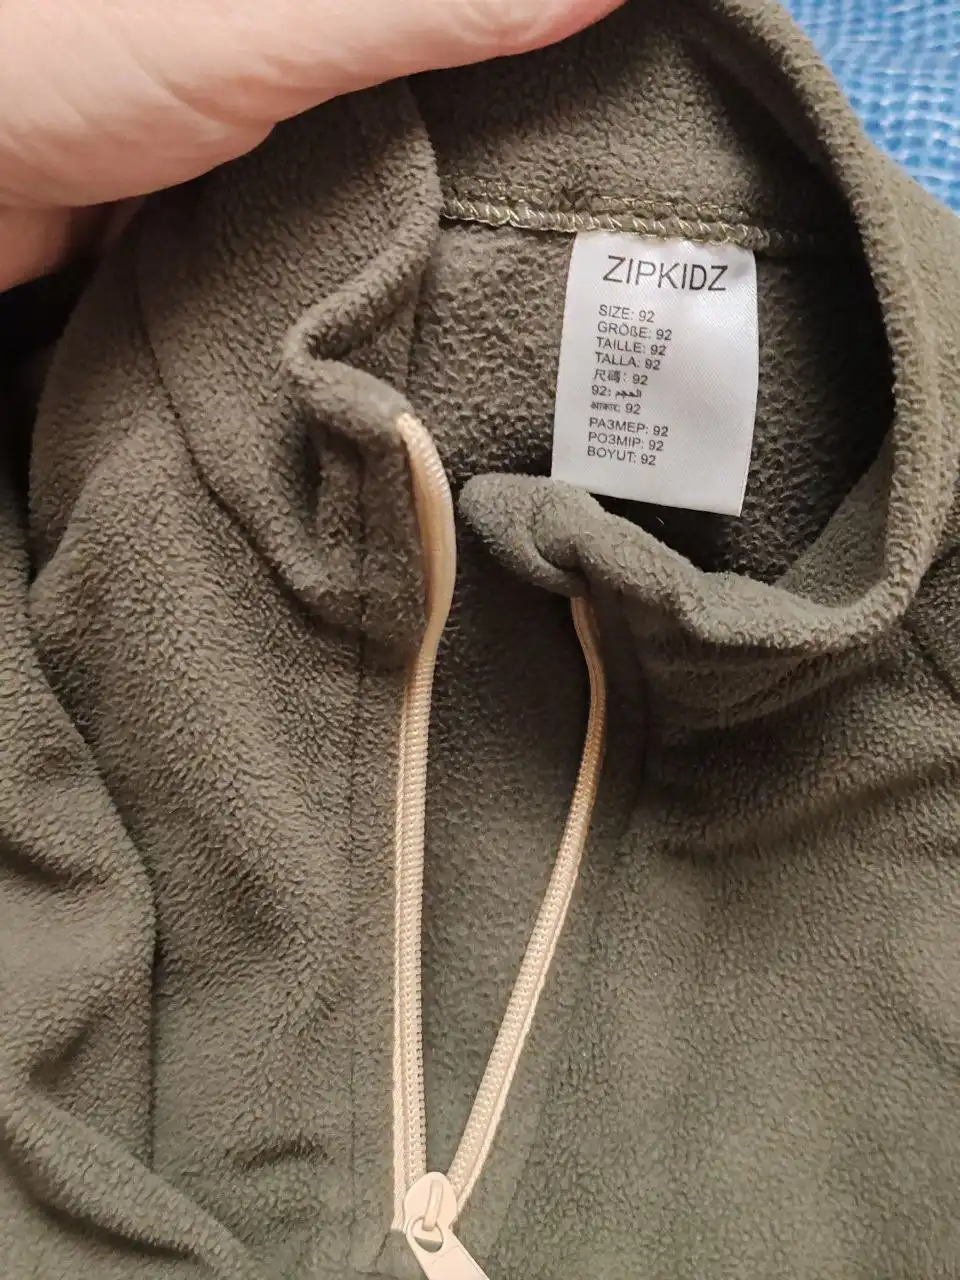 ZIPKIDZ
SIZE: 92
GRÖßE: 92
TAILLE: 92
TALLA: 92
尺碼: 92
الحجم: 92
आकार: 92
РАЗМЕР: 92
РОЗМІР: 92
BOYUT: 92